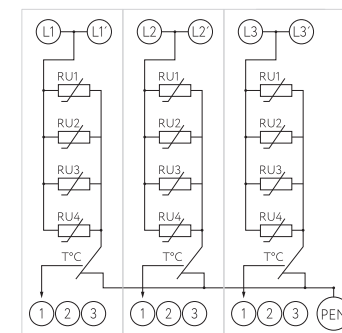 L1 L1´ L2 L2´ L3 L3´
RU1 RU1 RU1
RU2 RU2 RU2
RU3 RU3 RU3
RU4 RU4 RU4
T°C T°C T°C
1 2 3 1 2 3 1 2 3 PEN